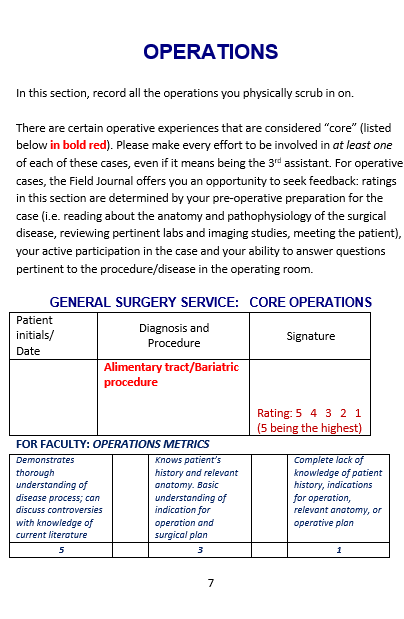 OPERATIONS
In this section, record all the operations you physically scrub in on.
There are certain operative experiences that are considered “core” (listed
below in bold red). Please make every effort to be involved in at least one
of each of these cases, even if it means being the 3rd assistant. For operative
cases, the Field Journal offers you an opportunity to seek feedback: ratings
in this section are determined by your pre-operative preparation for the
case (i.e. reading about the anatomy and pathophysiology of the surgical
disease, reviewing pertinent labs and imaging studies, meeting the patient),
your active participation in the case and your ability to answer questions
pertinent to the procedure/disease in the operating room.
GENERAL SURGERY SERVICE: CORE OPERATIONS
Patient
initials/
Date
Diagnosis and
Procedure
Signature
Alimentary tract/Bariatric
procedure
Rating: 5 4 3 2 1
(5 being the highest)
FOR FACULTY: OPERATIONS METRICS
Demonstrates
thorough
understanding of
disease process; can
discuss controversies
with knowledge of
current literature
Knows patient’s
history and relevant
anatomy. Basic
understanding of
indication for
operation and
surgical plan
Complete lack of
knowledge of patient
history, indications
for operation,
relevant anatomy, or
operative plan
5
3
1
7